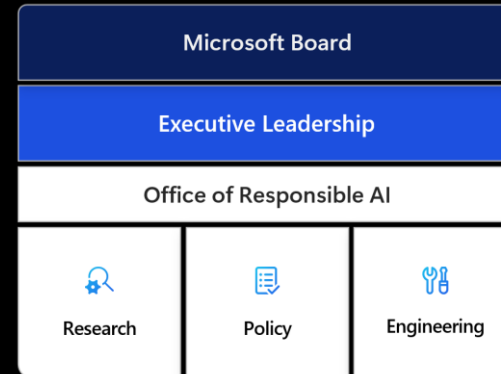 Microsoft Board
Executive Leadership
Office of Responsible AI
Research
Policy
Engineering